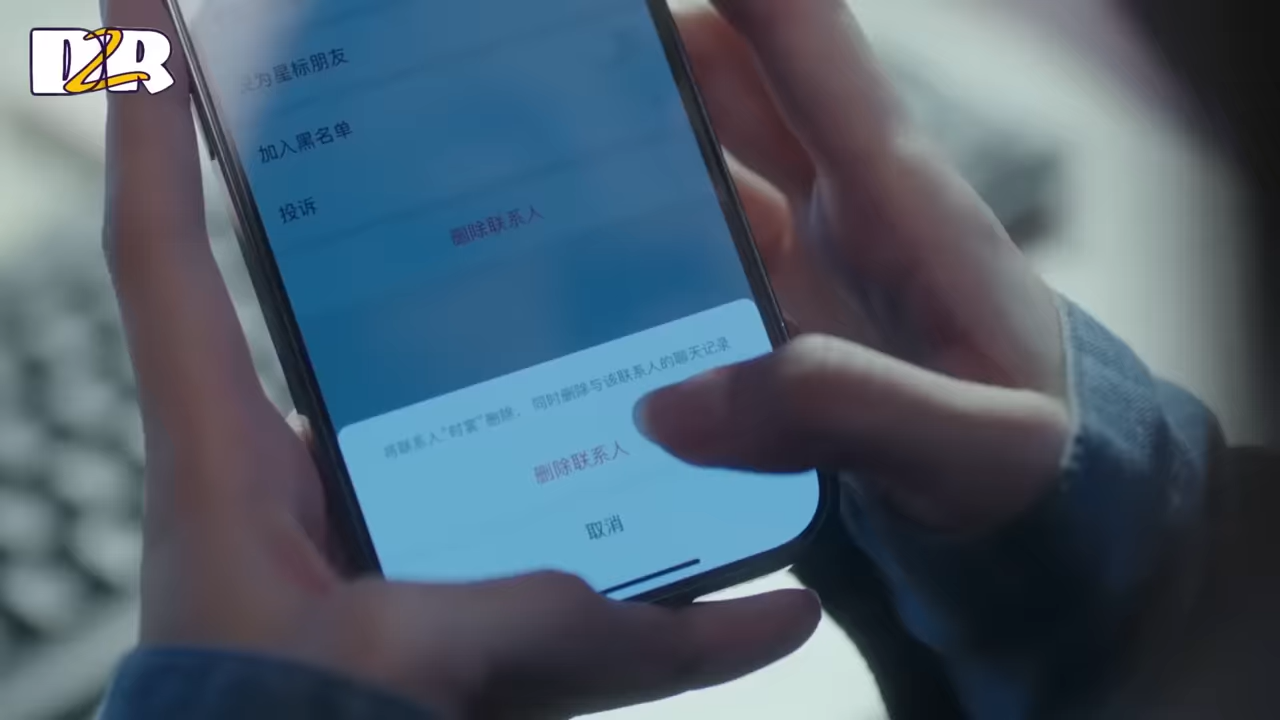 D2R
设为星标朋友
加入黑名单
投诉
删除联系人
将联系人“时宴”删除，同时删除与该联系人的聊天记录
删除联系人
取消